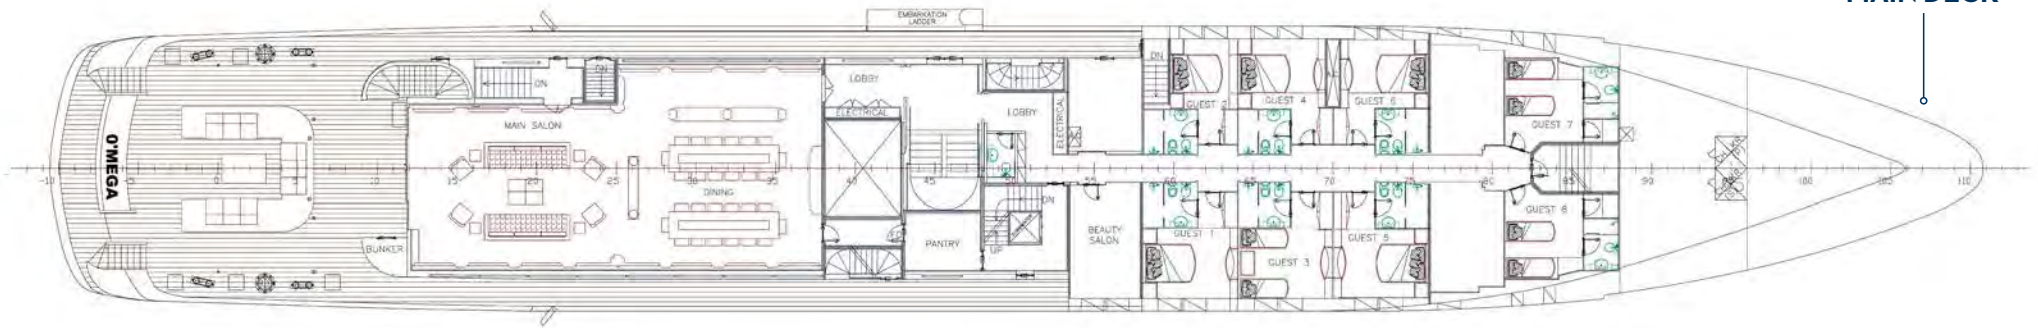 MAIN DECK
EMBARKATION
LADDER
DN
DN
DN
LOBBY
ELECTRICAL
LOBBY
ELECTRICAL
MAIN SALON
GUEST 2
GUEST 4
GUEST 6
GUEST 7
O'MEGA
-10
-5
0
5
10
15
20
25
30
35
40
45
50
55
60
65
70
75
80
85
90
95
100
105
110
DINING
BUNKER
PANTRY
DN
UP
BEAUTY
SALON
GUEST 1
GUEST 3
GUEST 5
GUEST 8